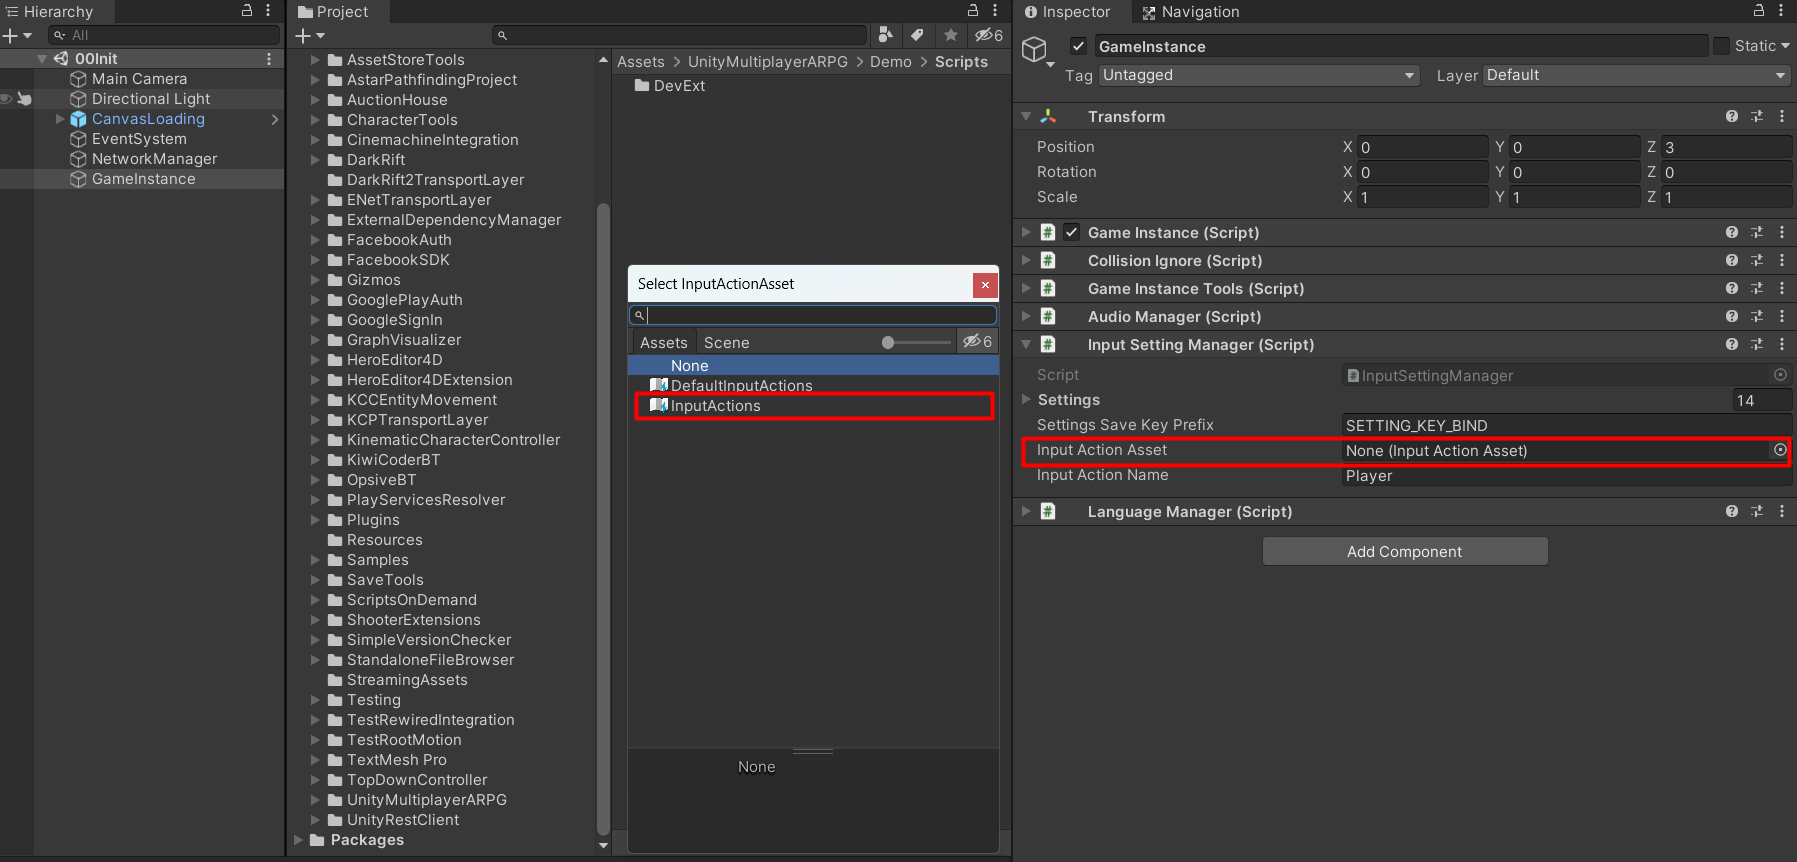 Hierarchy
All
00Init
Main Camera
Directional Light
CanvasLoading
EventSystem
NetworkManager
GameInstance
Project
6
AssetStoreTools
AstarPathfindingProject
AuctionHouse
CharacterTools
CinemachineIntegration
DarkRift
DarkRift2TransportLayer
ENetTransportLayer
ExternalDependencyManager
FacebookAuth
FacebookSDK
Gizmos
GooglePlayAuth
GoogleSignIn
GraphVisualizer
HeroEditor4D
HeroEditor4DExtension
KCCEntityMovement
KCPTransportLayer
KinematicCharacterController
KiwiCoderBT
OpsiveBT
PlayServicesResolver
Plugins
Resources
Samples
SaveTools
ScriptsOnDemand
ShooterExtensions
SimpleVersionChecker
StandaloneFileBrowser
StreamingAssets
Testing
TestRewiredIntegration
TestRootMotion
TextMesh Pro
TopDownController
UnityMultiplayerARPG
UnityRestClient
Packages
Assets > UnityMultiplayerARPG > Demo > Scripts
DevExt
Select InputActionAsset
Assets Scene 6
None
DefaultInputActions
InputActions
None
Inspector Navigation
GameInstance Static
Tag Untagged Layer Default
Transform
Position X 0 Y 0 Z 3
Rotation X 0 Y 0 Z 0
Scale X 1 Y 1 Z 1
# Game Instance (Script)
# Collision Ignore (Script)
# Game Instance Tools (Script)
# Audio Manager (Script)
# Input Setting Manager (Script)
Script # InputSettingManager
Settings 14
Settings Save Key Prefix SETTING_KEY_BIND
Input Action Asset None (Input Action Asset)
Input Action Name Player
# Language Manager (Script)
Add Component